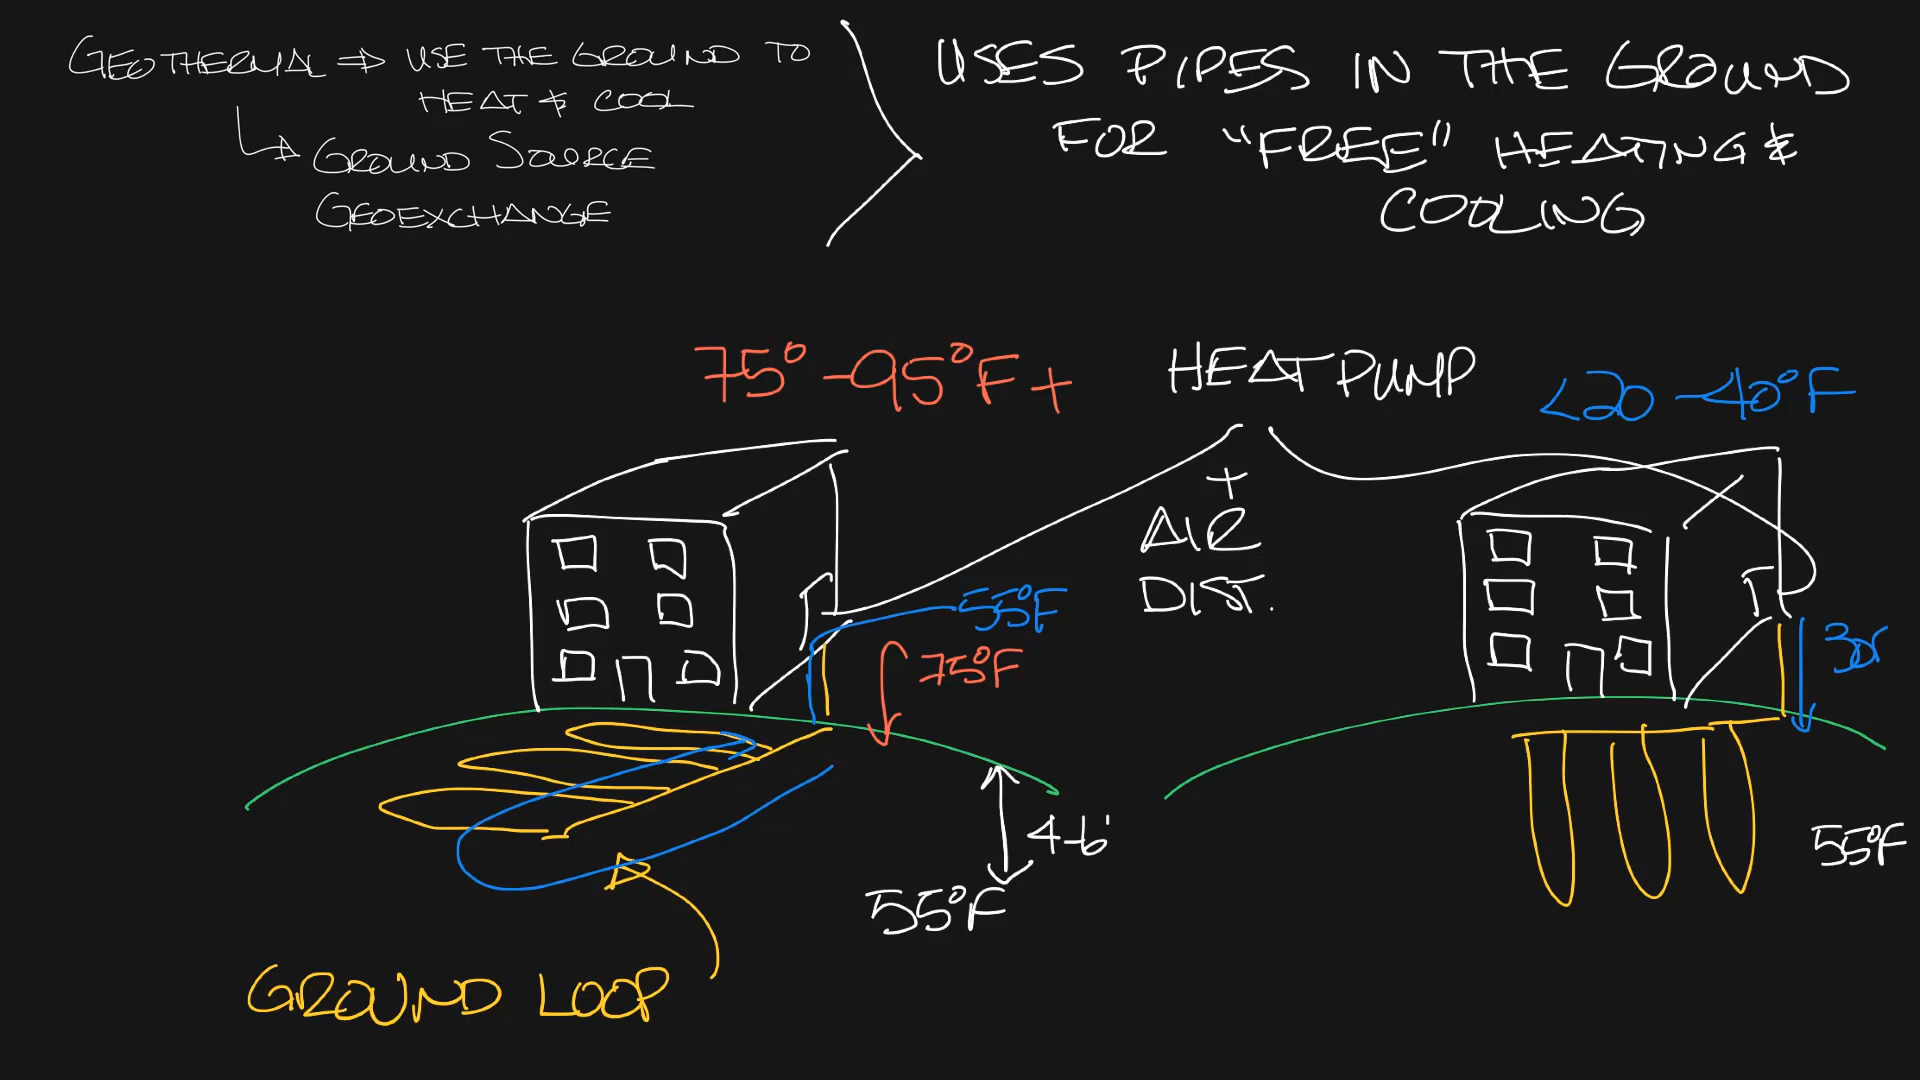 GEOTHERMAL ⇒ USE THE GROUND TO
HEAT & COOL
GROUND SOURCE
GEOEXCHANGE
USES PIPES IN THE GROUND
FOR "FREE" HEATING &
COOLING
75° - 95°F +
HEAT PUMP
<20 - 40°F
+
AIR
DIST.
55°F
75°F
4-6'
55°F
55°F
GROUND LOOP